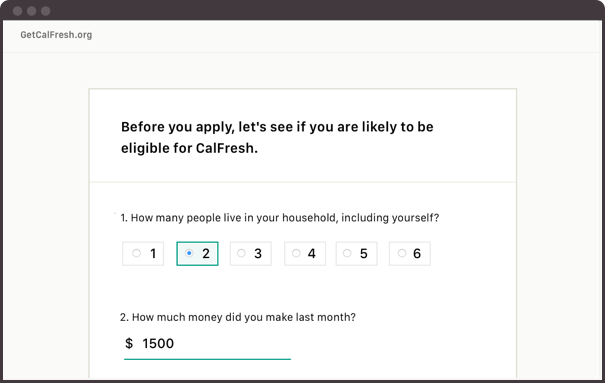 GetCalFresh.org
Before you apply, let's see if you are likely to be
eligible for CalFresh.
1. How many people live in your household, including yourself?
1 2 3 4 5 6
2. How much money did you make last month?
$ 1500